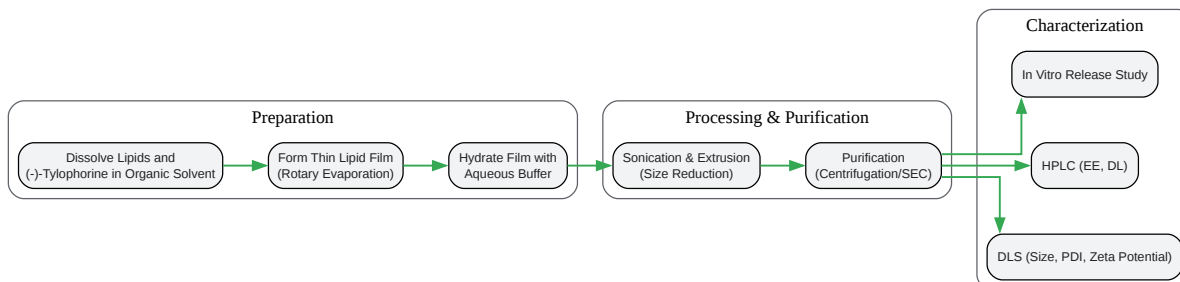 Preparation
Dissolve Lipids and
(-)-Tylophorine in Organic Solvent
Form Thin Lipid Film
(Rotary Evaporation)
Hydrate Film with
Aqueous Buffer
Processing & Purification
Sonication & Extrusion
(Size Reduction)
Purification
(Centrifugation/SEC)
Characterization
In Vitro Release Study
HPLC (EE, DL)
DLS (Size, PDI, Zeta Potential)